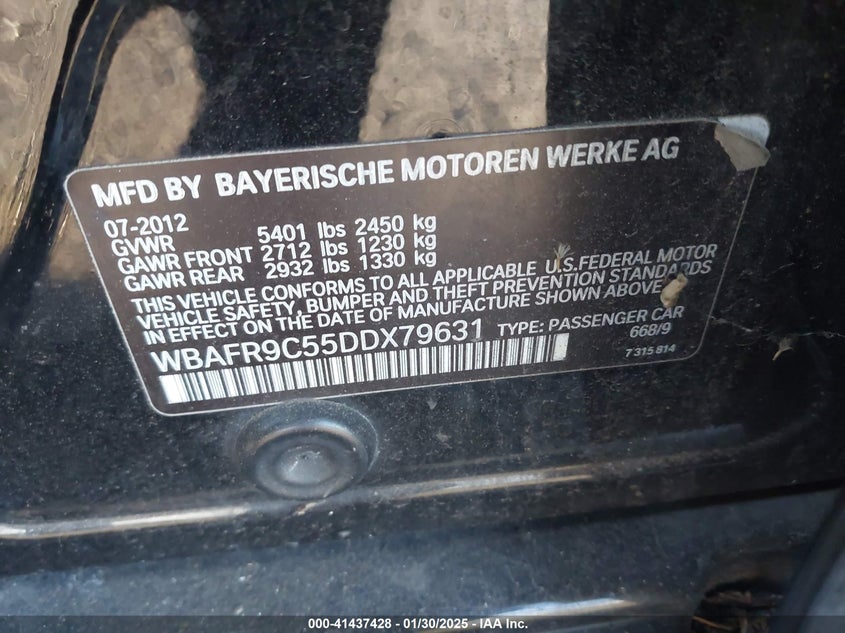 MFD BY BAYERISCHE MOTOREN WERKE AG
07-2012
GVWR 5401 lbs 2450 kg
GAWR FRONT 2712 lbs 1230 kg
GAWR REAR 2932 lbs 1330 kg
THIS VEHICLE CONFORMS TO ALL APPLICABLE U.S.FEDERAL MOTOR
VEHICLE SAFETY, BUMPER AND THEFT PREVENTION STANDARDS
IN EFFECT ON THE DATE OF MANUFACTURE SHOWN ABOVE
WBAFR9C55DDX79631 TYPE: PASSENGER CAR
668/9
7 315 814
000-41437428 - 01/30/2025 - IAA Inc.